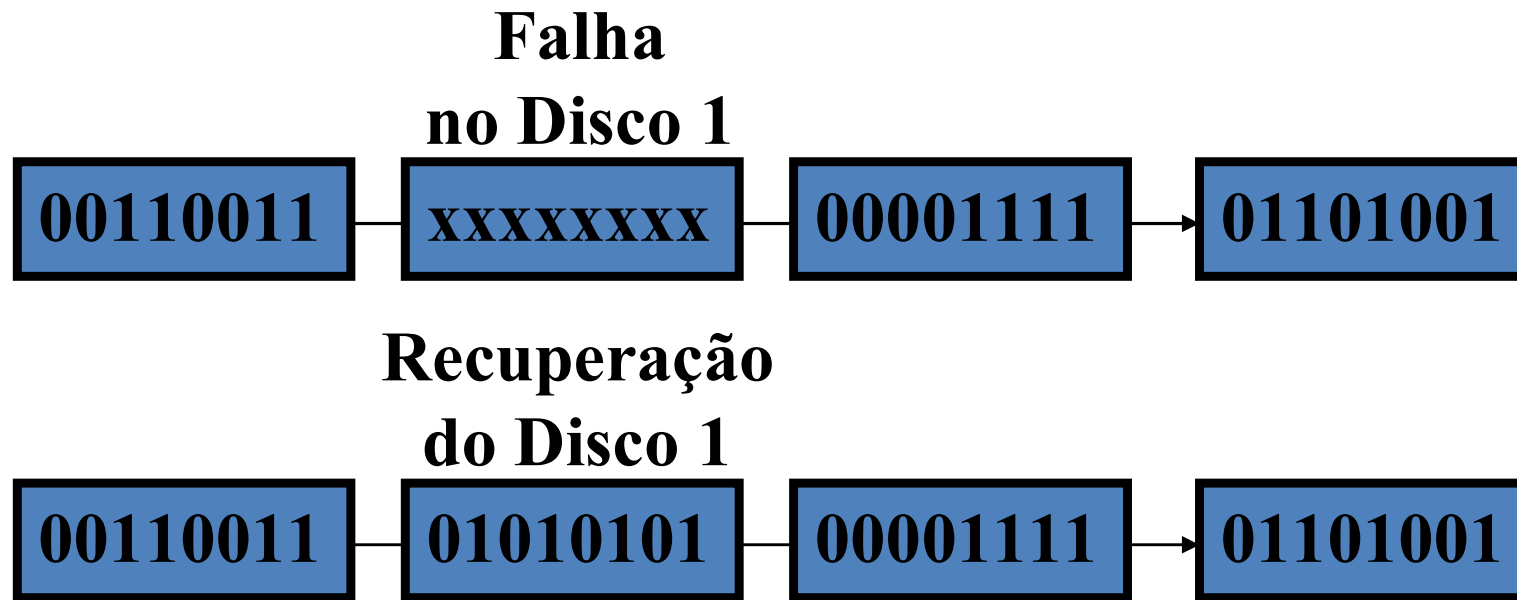 Falha
no Disco 1
00110011 xxxxxxxx 00001111 01101001
Recuperação
do Disco 1
00110011 01010101 00001111 01101001